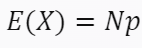 E(X) = Np